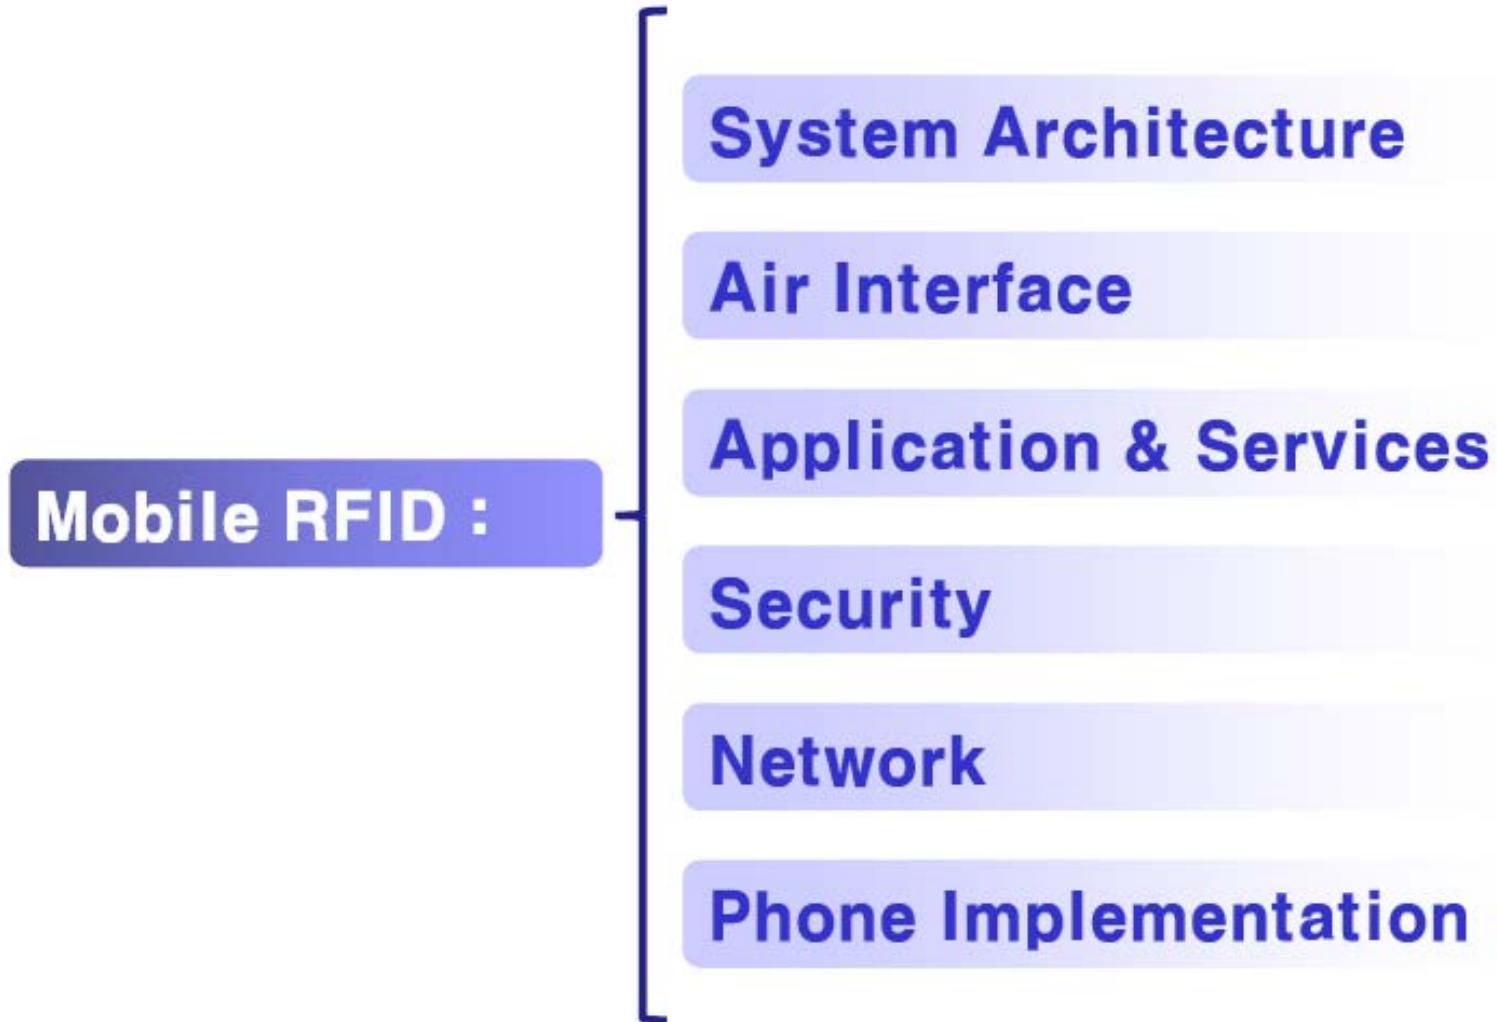 Mobile RFID :
System Architecture
Air Interface
Application & Services
Security
Network
Phone Implementation